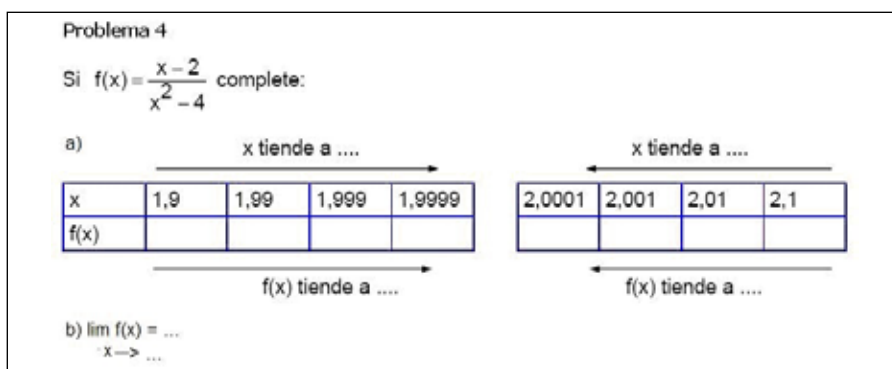 Problema 4
Si f(x) = x – 2 / x² – 4 complete:
a)
x tiende a .... x tiende a ....
x 1,9 1,99 1,999 1,9999 2,0001 2,001 2,01 2,1
f(x)
f(x) tiende a .... f(x) tiende a ....
b) lim f(x) = ...
x —> ...